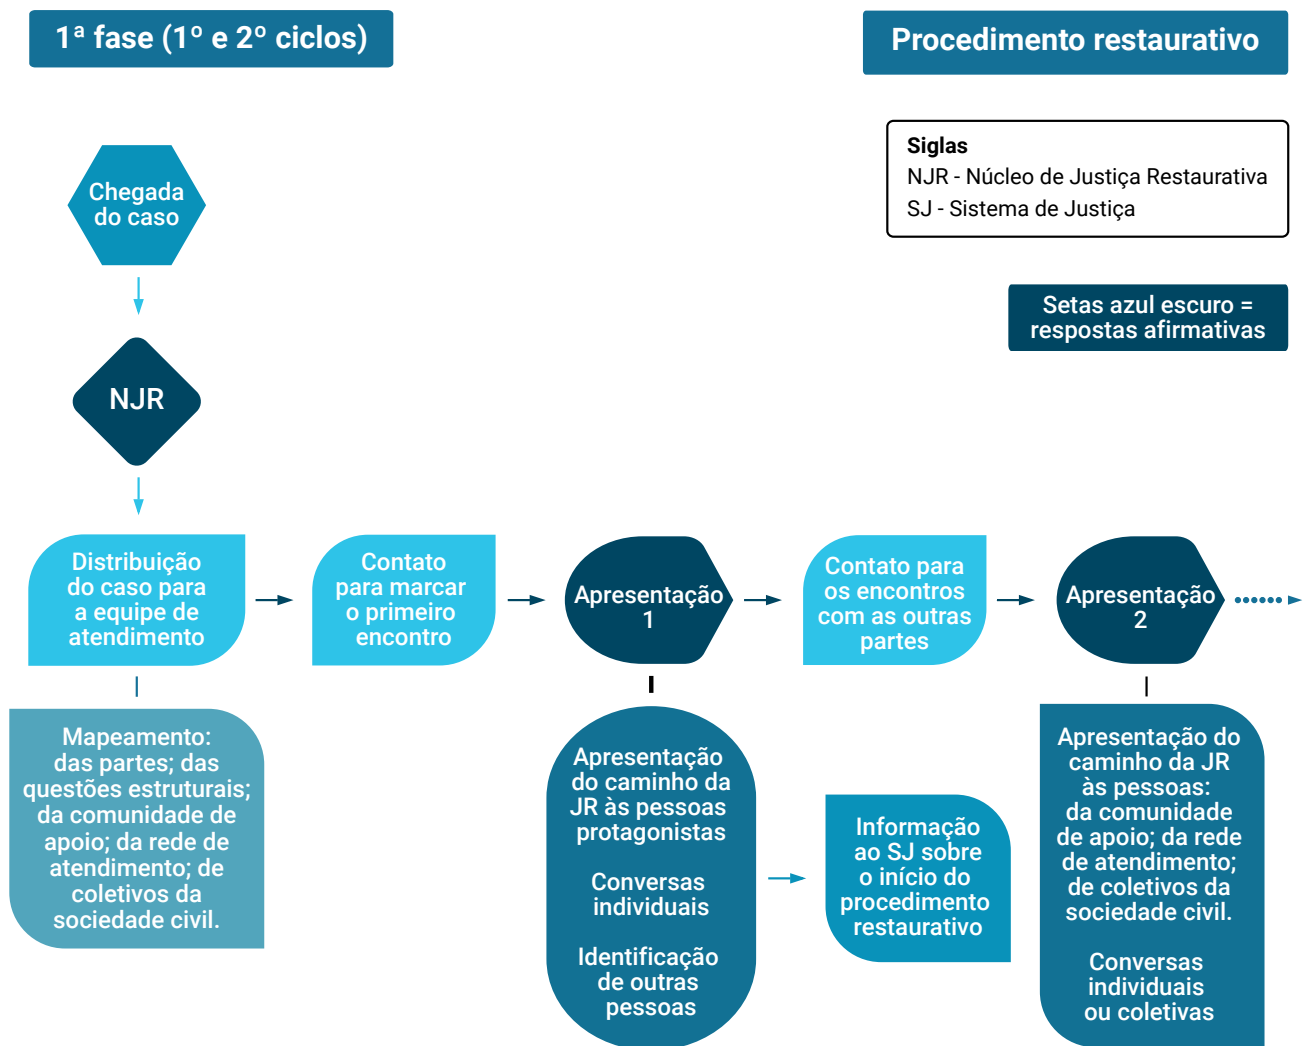 1ª fase (1º e 2º ciclos)
Procedimento restaurativo
Siglas
NJR - Núcleo de Justiça Restaurativa
SJ - Sistema de Justiça
Setas azul escuro =
respostas afirmativas
Chegada
do caso
NJR
Distribuição
do caso para
a equipe de
atendimento
Contato
para marcar
o primeiro
encontro
Apresentação
1
Contato para
os encontros
com as outras
partes
Apresentação
2
Mapeamento:
das partes; das
questões estruturais;
da comunidade de
apoio; da rede de
atendimento; de
coletivos da
sociedade civil.
Apresentação
do caminho da
JR às pessoas
protagonistas
Conversas
individuais
Identificação
de outras
pessoas
Informação
ao SJ sobre
o início do
procedimento
restaurativo
Apresentação do
caminho da JR
às pessoas:
da comunidade
de apoio; da rede
de atendimento;
de coletivos da
sociedade civil.
Conversas
individuais
ou coletivas